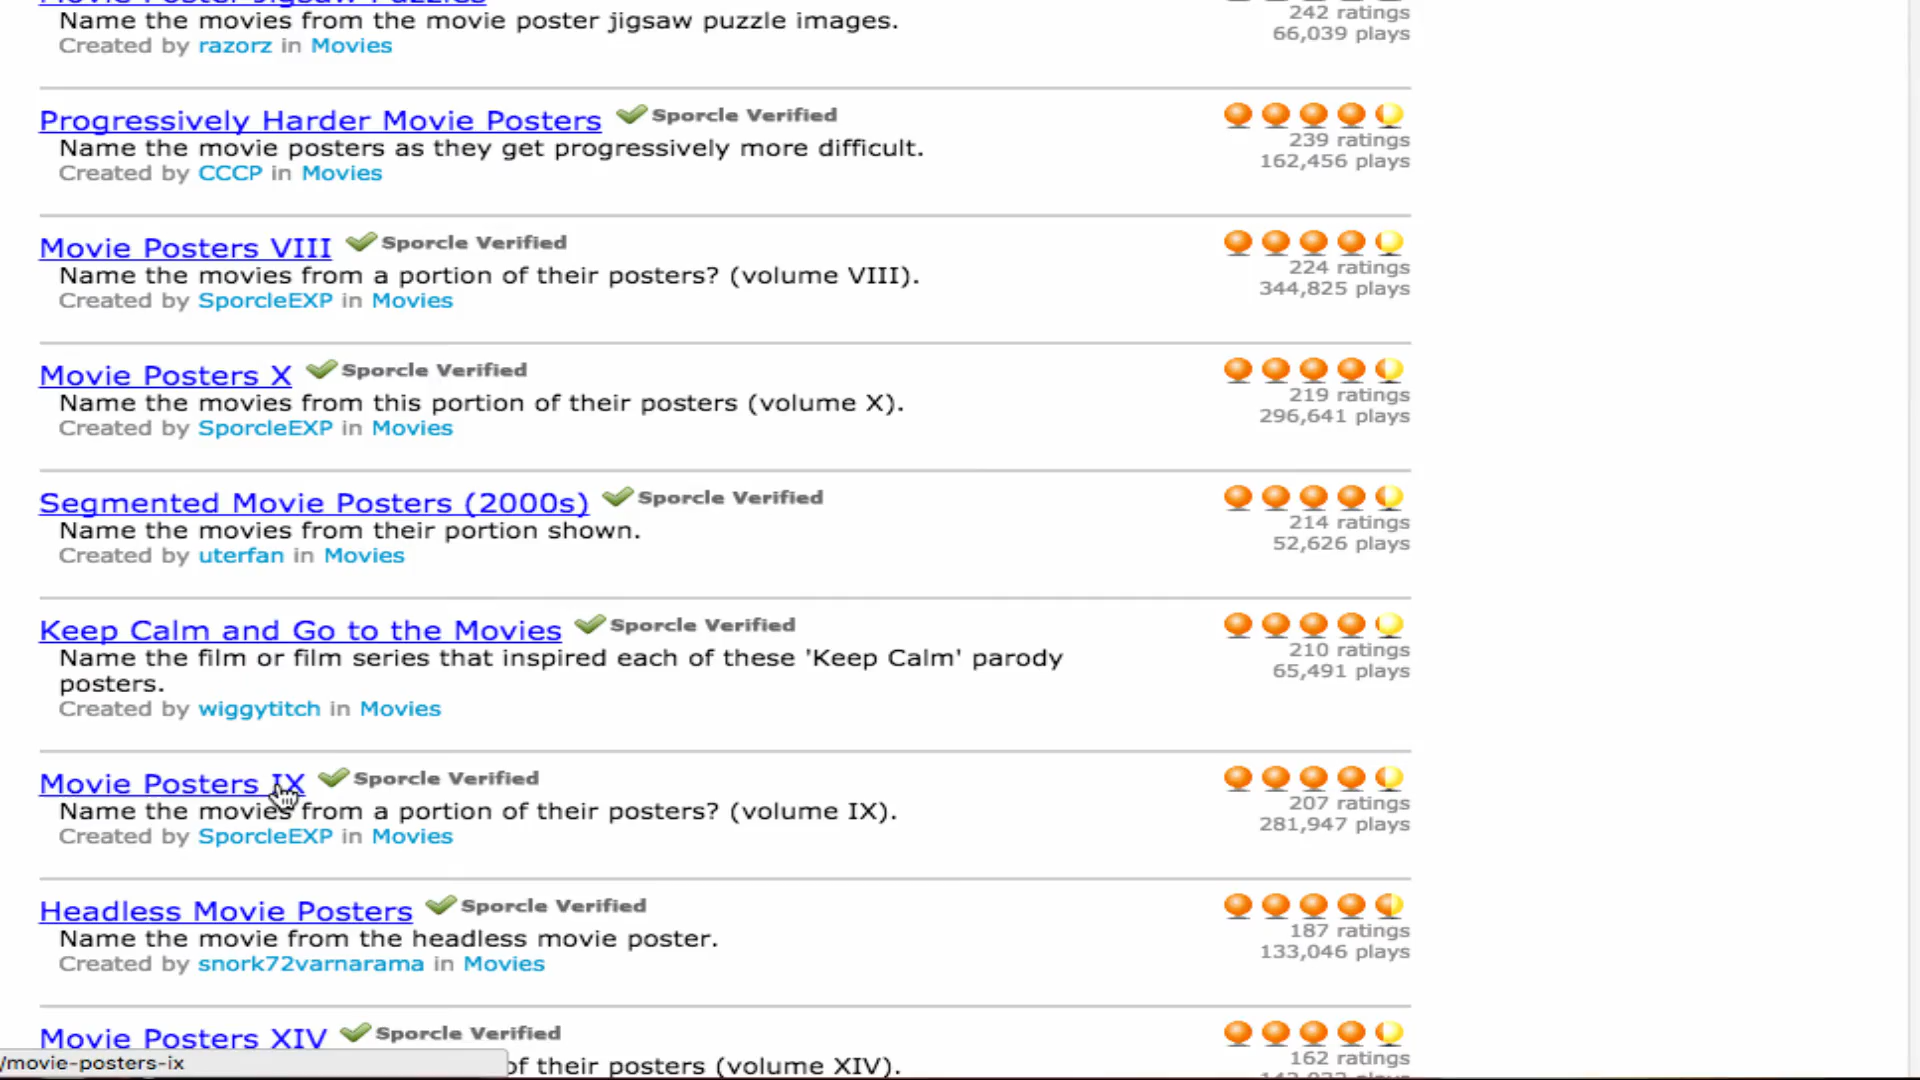 Movie Poster Jigsaw Puzzles
242 ratings
Name the movies from the movie poster jigsaw puzzle images.
66,039 plays
Created by razorz in Movies
Progressively Harder Movie Posters Sporcle Verified
239 ratings
Name the movie posters as they get progressively more difficult.
162,456 plays
Created by CCCP in Movies
Movie Posters VIII Sporcle Verified
224 ratings
Name the movies from a portion of their posters? (volume VIII).
344,825 plays
Created by SporcleEXP in Movies
Movie Posters X Sporcle Verified
219 ratings
Name the movies from this portion of their posters (volume X).
296,641 plays
Created by SporcleEXP in Movies
Segmented Movie Posters (2000s) Sporcle Verified
214 ratings
Name the movies from their portion shown.
52,626 plays
Created by uterfan in Movies
Keep Calm and Go to the Movies Sporcle Verified
210 ratings
Name the film or film series that inspired each of these 'Keep Calm' parody
65,491 plays
posters.
Created by wiggytitch in Movies
Movie Posters IX Sporcle Verified
207 ratings
Name the movies from a portion of their posters? (volume IX).
281,947 plays
Created by SporcleEXP in Movies
Headless Movie Posters Sporcle Verified
187 ratings
Name the movie from the headless movie poster.
133,046 plays
Created by snork72varnarama in Movies
Movie Posters XIV Sporcle Verified
162 ratings
/movie-posters-ix
of their posters (volume XIV).